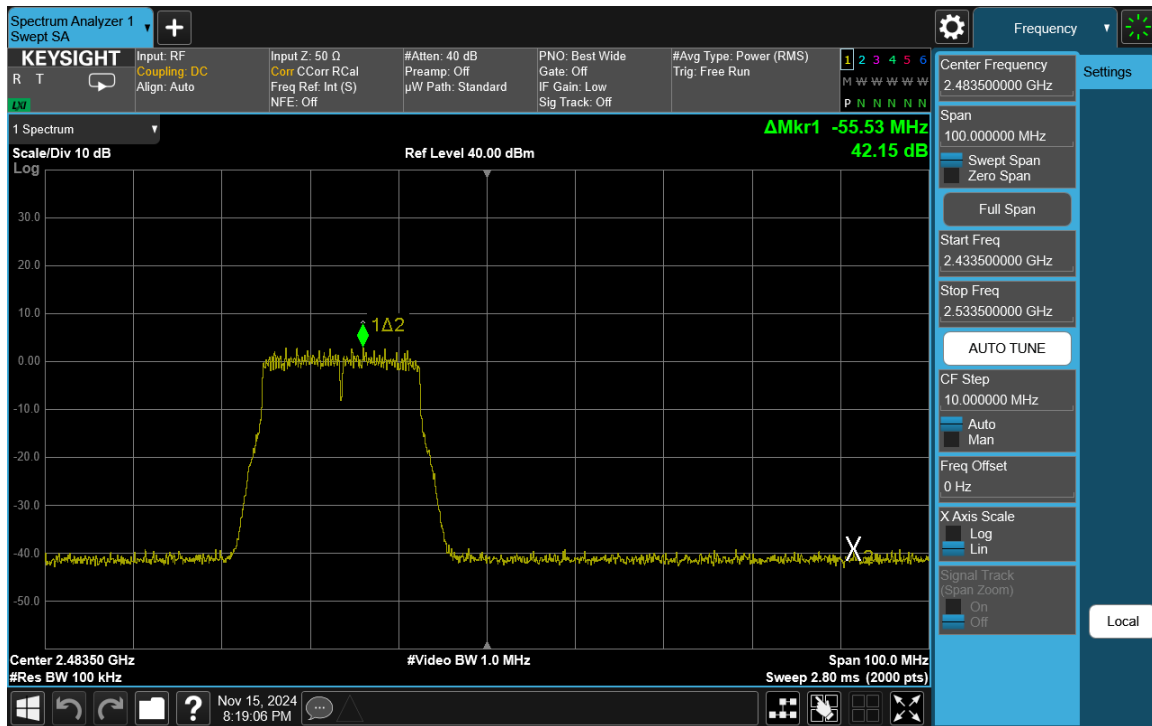 Spectrum Analyzer 1
Swept SA
+
Frequency
KEYSIGHT
R T
LXI
Input: RF
Coupling: DC
Align: Auto
Input Z: 50 Ω
Corr CCorr RCal
Freq Ref: Int (S)
NFE: Off
#Atten: 40 dB
Preamp: Off
µW Path: Standard
PNO: Best Wide
Gate: Off
IF Gain: Low
Sig Track: Off
#Avg Type: Power (RMS)
Trig: Free Run
1 2 3 4 5 6
M W W W W W
P N N N N N
1 Spectrum
Scale/Div 10 dB
Log
Ref Level 40.00 dBm
ΔMkr1 -55.53 MHz
42.15 dB
30.0
20.0
10.0
0.00
-10.0
-20.0
-30.0
-40.0
-50.0
1Δ2
X2
Center 2.48350 GHz
#Res BW 100 kHz
#Video BW 1.0 MHz
Span 100.0 MHz
Sweep 2.80 ms (2000 pts)
Nov 15, 2024
8:19:06 PM
?
Center Frequency
2.483500000 GHz
Span
100.000000 MHz
Swept Span
Zero Span
Full Span
Start Freq
2.433500000 GHz
Stop Freq
2.533500000 GHz
AUTO TUNE
CF Step
10.000000 MHz
Auto
Man
Freq Offset
0 Hz
X Axis Scale
Log
Lin
Signal Track
(Span Zoom)
On
Off
Settings
Local